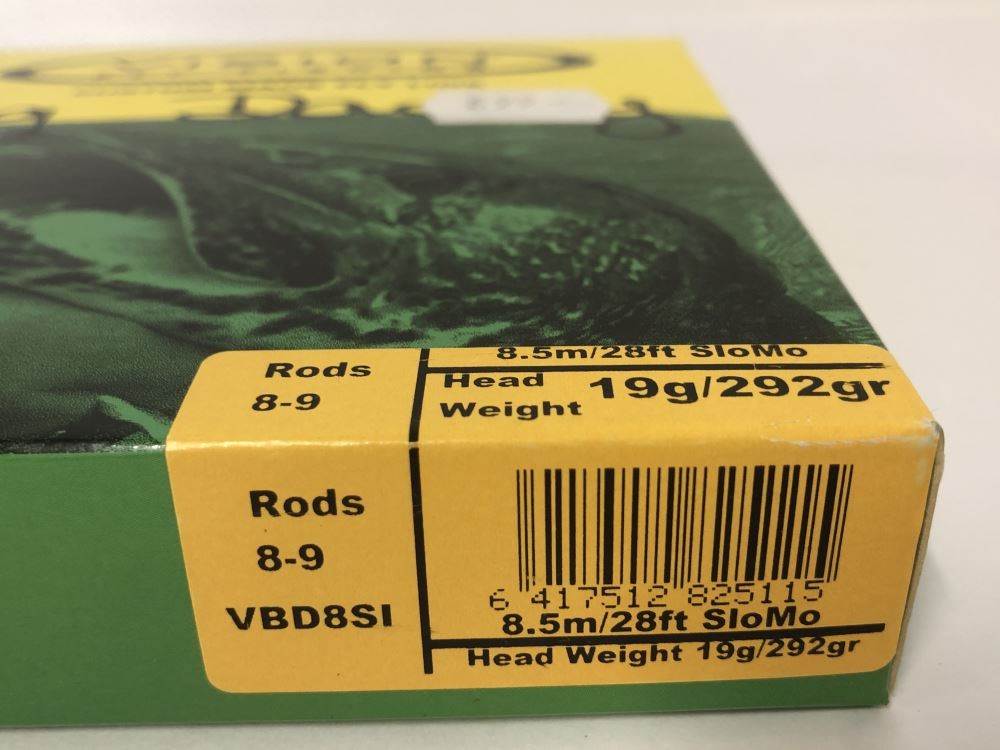 VISION
Rods
8-9
8.5m/28ft SloMo
Head
Weight
19g/292gr
Rods
8-9
VBD8SI
6 417512 825115
8.5m/28ft SloMo
Head Weight 19g/292gr